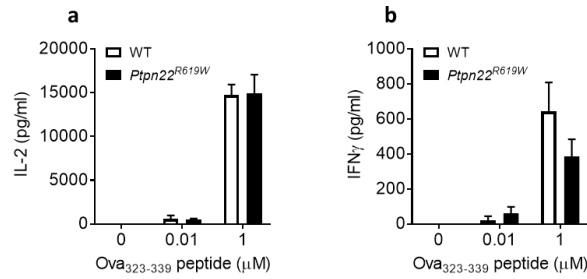 a
20000
15000
10000
5000
0
IL-2 (pg/ml)
WT
Ptpn22R619W
0 0.01 1
Ova323-339 peptide (μM)
b
1000
800
600
400
200
0
IFNγ (pg/ml)
WT
Ptpn22R619W
0 0.01 1
Ova323-339 peptide (μM)